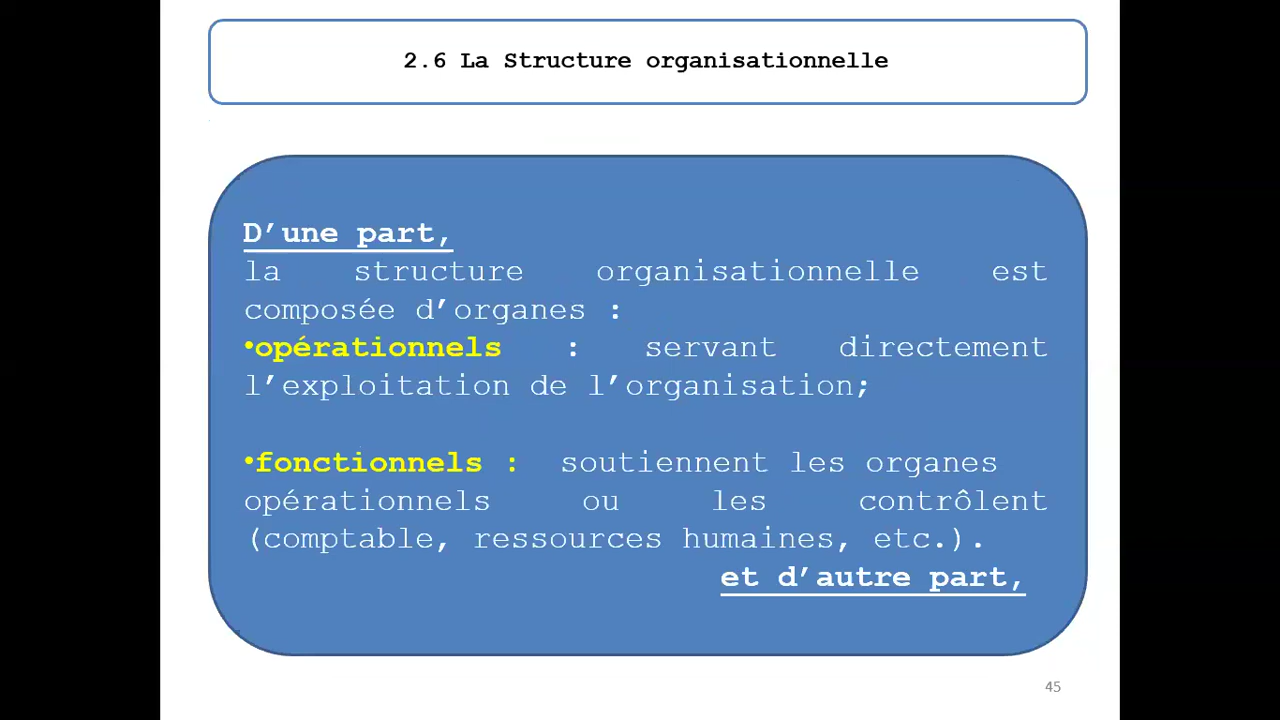 2.6 La Structure organisationnelle
D’une part,
la structure organisationnelle est
composée d’organes :
•opérationnels : servant directement
l’exploitation de l’organisation;
•fonctionnels : soutiennent les organes
opérationnels ou les contrôlent
(comptable, ressources humaines, etc.).
et d’autre part,
45